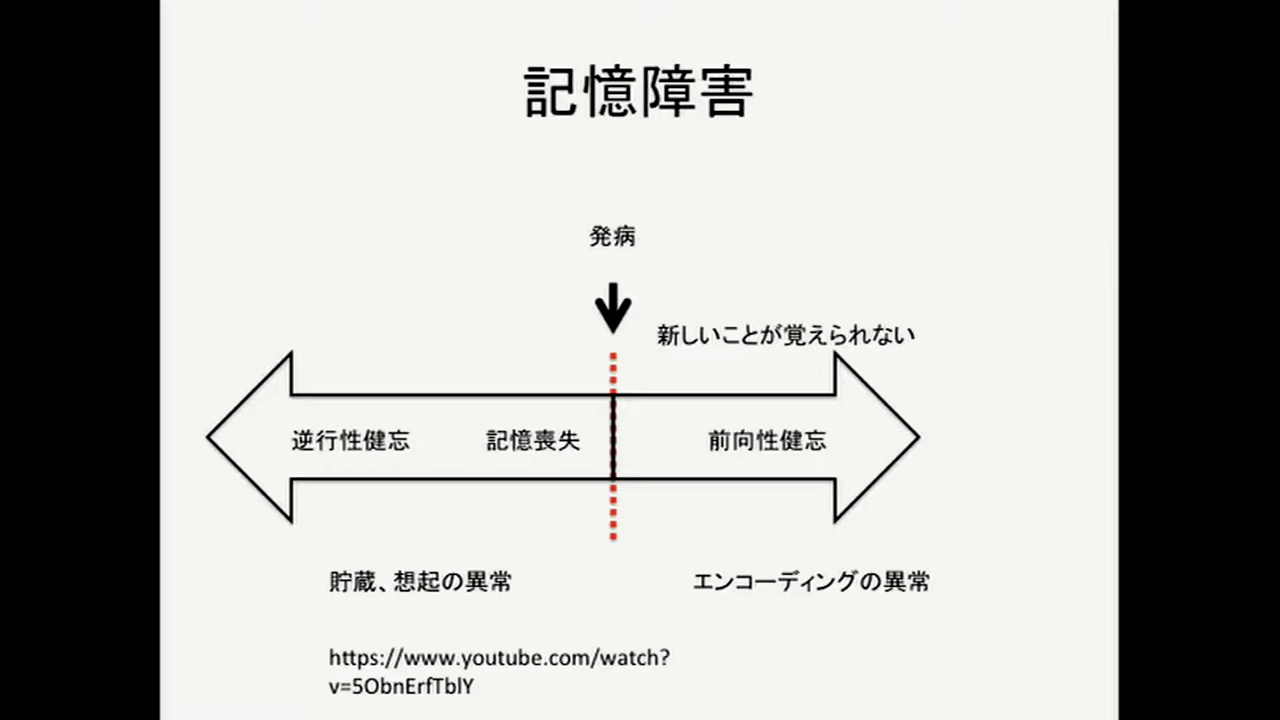 記憶障害
発病
新しいことが覚えられない
逆行性健忘 記憶喪失 前向性健忘
貯蔵、想起の異常 エンコーディングの異常
https://www.youtube.com/watch?
v=5ObnErfTblY